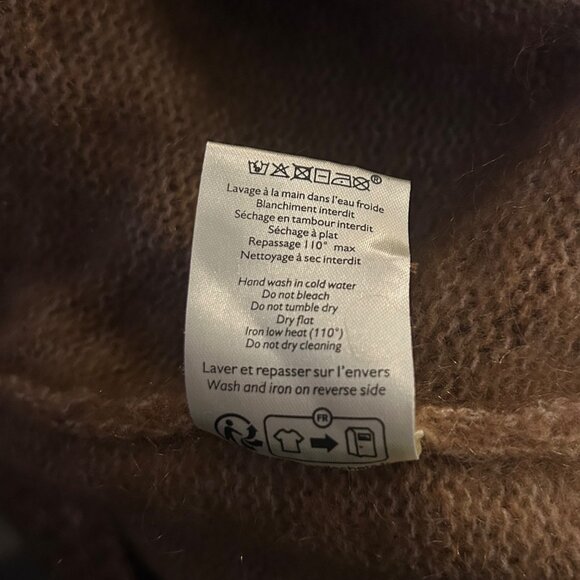 Lavage à la main dans l'eau froide
Blanchiment interdit
Séchage en tambour interdit
Séchage à plat
Repassage 110° max
Nettoyage à sec interdit
Hand wash in cold water
Do not bleach
Do not tumble dry
Dry flat
Iron low heat (110°)
Do not dry cleaning
Laver et repasser sur l'envers
Wash and iron on reverse side
FR